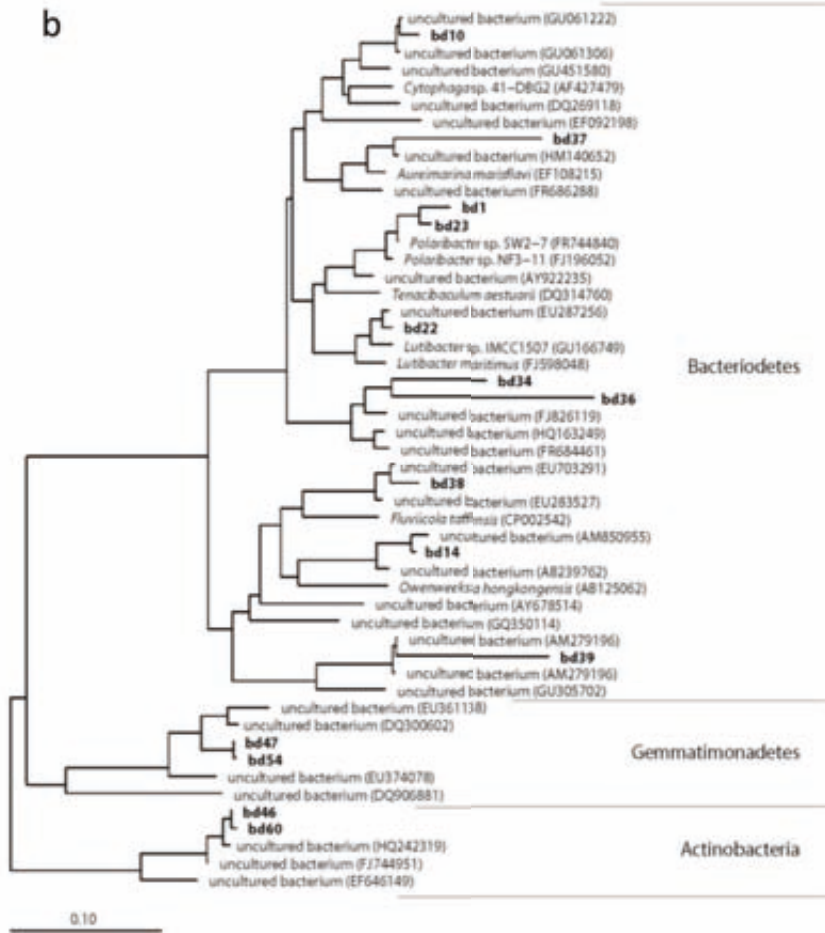 b
uncultured bacterium (GU061222)
bd10
uncultured bacterium (GU061306)
uncultured bacterium (GU451580)
Cytophaga sp. 41-DBG2 (AF427479)
uncultured bacterium (DQ269118)
uncultured bacterium (EF092198)
bd37
uncultured bacterium (HM140652)
Aureimarina marisflavi (EF108215)
uncultured bacterium (FR686288)
bd1
bd23
Polaribacter sp. SW2-7 (FR744840)
Polaribacter sp. NF3-11 (FJ196052)
uncultured bacterium (AY922235)
Tenacibaculum aestuarii (DQ314760)
uncultured bacterium (EU287256)
bd22
Lutibacter sp. IMCC1507 (GU166749)
Lutibacter maritimus (FJ598048)
Bacteriodetes
bd34
bd36
uncultured bacterium (FJ826119)
uncultured bacterium (HQ163249)
uncultured bacterium (FR684461)
uncultured bacterium (EU703291)
bd38
uncultured bacterium (EU283527)
Fluviicola taffensis (CP002542)
uncultured bacterium (AM850955)
bd14
uncultured bacterium (AB239762)
Owenweeksia hongkongensis (AB125062)
uncultured bacterium (AY678514)
uncultured bacterium (GQ350114)
uncultured bacterium (AM279196)
bd39
uncultured bacterium (AM279196)
uncultured bacterium (GU305702)
uncultured bacterium (EU361138)
uncultured bacterium (DQ300602)
bd47
Gemmatimonadetes
bd54
uncultured bacterium (EU374078)
uncultured bacterium (DQ906881)
bd46
bd60
uncultured bacterium (HQ242319)
Actinobacteria
uncultured bacterium (FJ744951)
uncultured bacterium (EF646149)
0.10